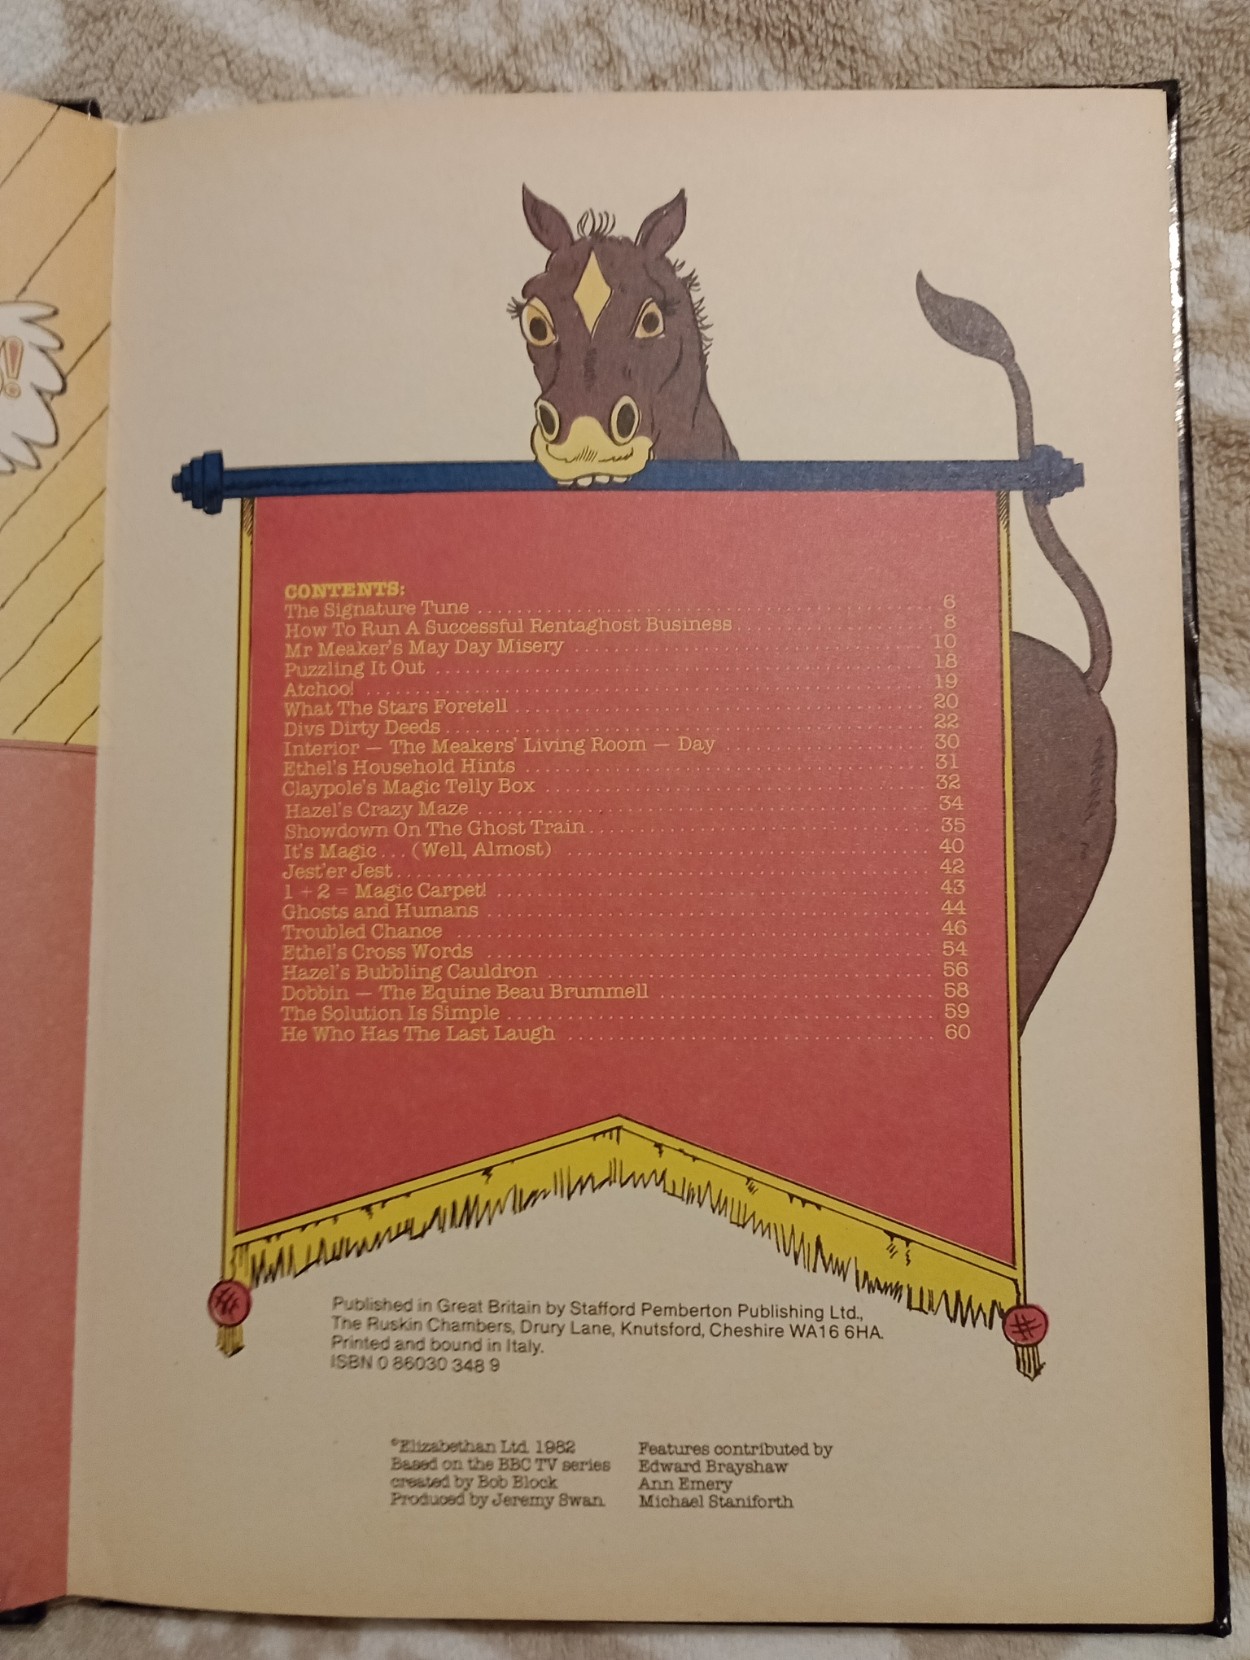 CONTENTS:
The Signature Tune 6
How To Run A Successful Rentaghost Business 8
Mr Meaker's May Day Misery 10
Puzzling It Out 18
Atchoo! 19
What The Stars Foretell 20
Divs Dirty Deeds 22
Interior — The Meakers' Living Room — Day 30
Ethel's Household Hints 31
Claypole's Magic Telly Box 32
Hazel's Crazy Maze 34
Showdown On The Ghost Train 35
It's Magic... (Well, Almost) 40
Jest'er Jest 42
1 + 2 = Magic Carpet! 43
Ghosts and Humans 44
Troubled Chance 46
Ethel's Cross Words 54
Hazel's Bubbling Cauldron 56
Dobbin — The Equine Beau Brummell 58
The Solution Is Simple 59
He Who Has The Last Laugh 60
Published in Great Britain by Stafford Pemberton Publishing Ltd.,
The Ruskin Chambers, Drury Lane, Knutsford, Cheshire WA16 6HA.
Printed and bound in Italy.
ISBN 0 86030 348 9
©Elizabethan Ltd. 1982
Based on the BBC TV series
created by Bob Block
Produced by Jeremy Swan.
Features contributed by
Edward Brayshaw
Ann Emery
Michael Staniforth